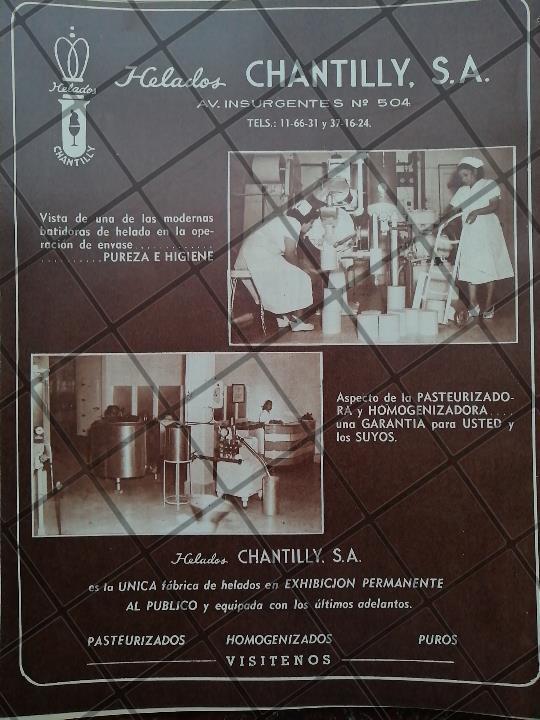 Helados
CHANTILLY
Helados CHANTILLY, S.A.
AV. INSURGENTES Nº 504
TELS.: 11-66-31 y 37-16-24.
Vista de una de las modernas
batidoras de helado en la ope-
ración de envase ............
..........PUREZA E HIGIENE
Aspecto de la PASTEURIZADO-
RA y HOMOGENIZADORA....
una GARANTIA para USTED y
los SUYOS.
Helados CHANTILLY, S.A.
es la UNICA fábrica de helados en EXHIBICION PERMANENTE
AL PUBLICO y equipada con los últimos adelantos.
PASTEURIZADOS HOMOGENIZADOS PUROS
VISITENOS